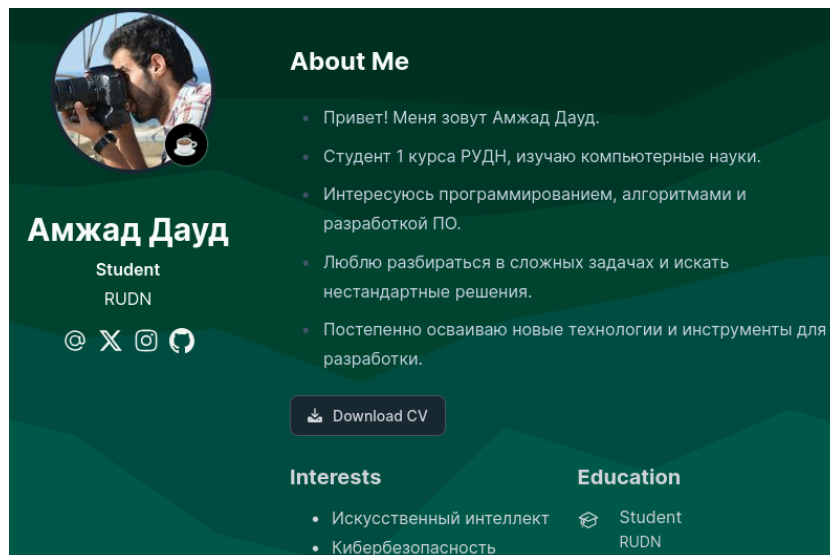 Амжад Дауд
Student
RUDN
About Me
Привет! Меня зовут Амжад Дауд.
Студент 1 курса РУДН, изучаю компьютерные науки.
Интересуюсь программированием, алгоритмами и
разработкой ПО.
Люблю разбираться в сложных задачах и искать
нестандартные решения.
Постепенно осваиваю новые технологии и инструменты для
разработки.
Download CV
Interests
Искусственный интеллект
Кибербезопасность
Education
Student
RUDN